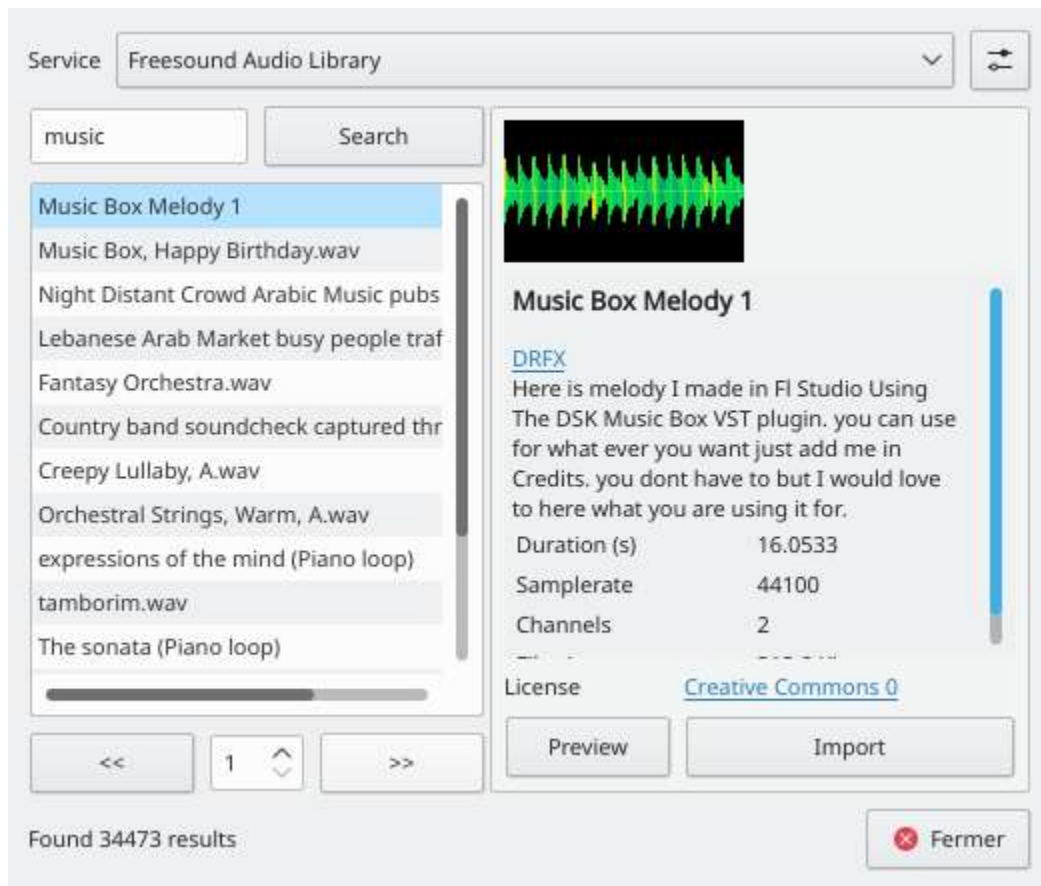 Service Freesound Audio Library
music Search
Music Box Melody 1
Music Box, Happy Birthday.wav
Night Distant Crowd Arabic Music pubs
Lebanese Arab Market busy people traf
Fantasy Orchestra.wav
Country band soundcheck captured thr
Creepy Lullaby, A.wav
Orchestral Strings, Warm, A.wav
expressions of the mind (Piano loop)
tamborim.wav
The sonata (Piano loop)
<< 1 >>
Found 34473 results
Music Box Melody 1
DRFX
Here is melody I made in Fl Studio Using
The DSK Music Box VST plugin. you can use
for what ever you want just add me in
Credits. you dont have to but I would love
to here what you are using it for.
Duration (s) 16.0533
Samplerate 44100
Channels 2
License Creative Commons 0
Preview Import
Fermer